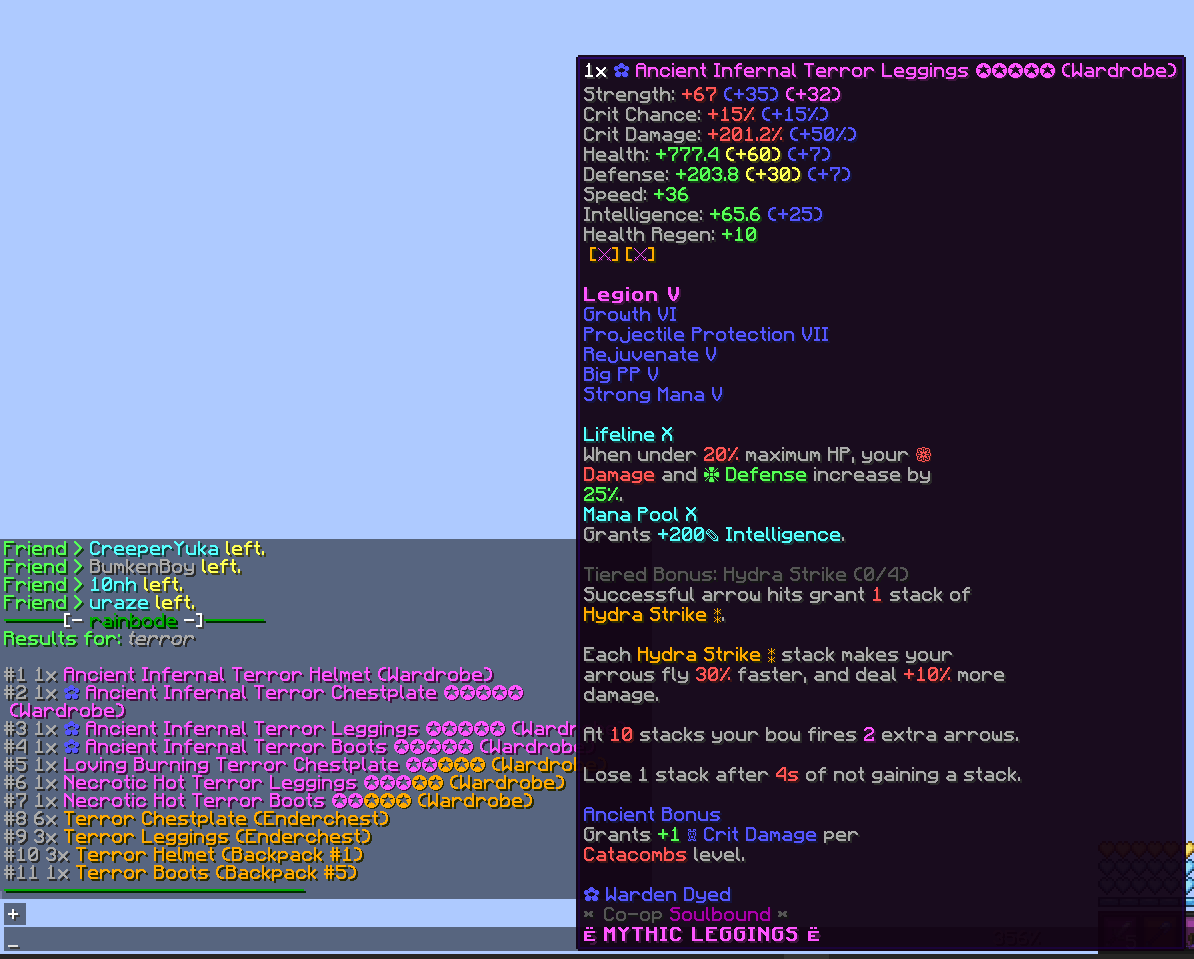 Friend > CreeperYuka left.
Friend > BumkenBoy left.
Friend > 10nh left.
Friend > uraze left.
[- rainbode -]
Results for: terror
#1 1x Ancient Infernal Terror Helmet (Wardrobe)
#2 1x ✿ Ancient Infernal Terror Chestplate ✪✪✪✪✪
(Wardrobe)
#3 1x ✿ Ancient Infernal Terror Leggings ✪✪✪✪✪ (Wardr
#4 1x ✿ Ancient Infernal Terror Boots ✪✪✪✪✪ (Wardrobe
#5 1x Loving Burning Terror Chestplate ✪✪✪✪✪ (Wardrobe
#6 1x Necrotic Hot Terror Leggings ✪✪✪✪✪ (Wardrobe)
#7 1x Necrotic Hot Terror Boots ✪✪✪✪✪ (Wardrobe)
#8 6x Terror Chestplate (Enderchest)
#9 3x Terror Leggings (Enderchest)
#10 3x Terror Helmet (Backpack #1)
#11 1x Terror Boots (Backpack #5)
+
_
1x ✿ Ancient Infernal Terror Leggings ✪✪✪✪✪ (Wardrobe)
Strength: +67 (+35) (+32)
Crit Chance: +15% (+15%)
Crit Damage: +201.2% (+50%)
Health: +777.4 (+60) (+7)
Defense: +203.8 (+30) (+7)
Speed: +36
Intelligence: +65.6 (+25)
Health Regen: +10
[⚔] [⚔]
Legion V
Growth VI
Projectile Protection VII
Rejuvenate V
Big PP V
Strong Mana V
Lifeline X
When under 20% maximum HP, your ❁
Damage and ❈ Defense increase by
25%.
Mana Pool X
Grants +200✎ Intelligence.
Tiered Bonus: Hydra Strike (0/4)
Successful arrow hits grant 1 stack of
Hydra Strike ⁑.
Each Hydra Strike ⁑ stack makes your
arrows fly 30% faster, and deal +10% more
damage.
At 10 stacks your bow fires 2 extra arrows.
Lose 1 stack after 4s of not gaining a stack.
Ancient Bonus
Grants +1 ☠ Crit Damage per
Catacombs level.
✿ Warden Dyed
Co-op Soulbound
Ë MYTHIC LEGGINGS Ë